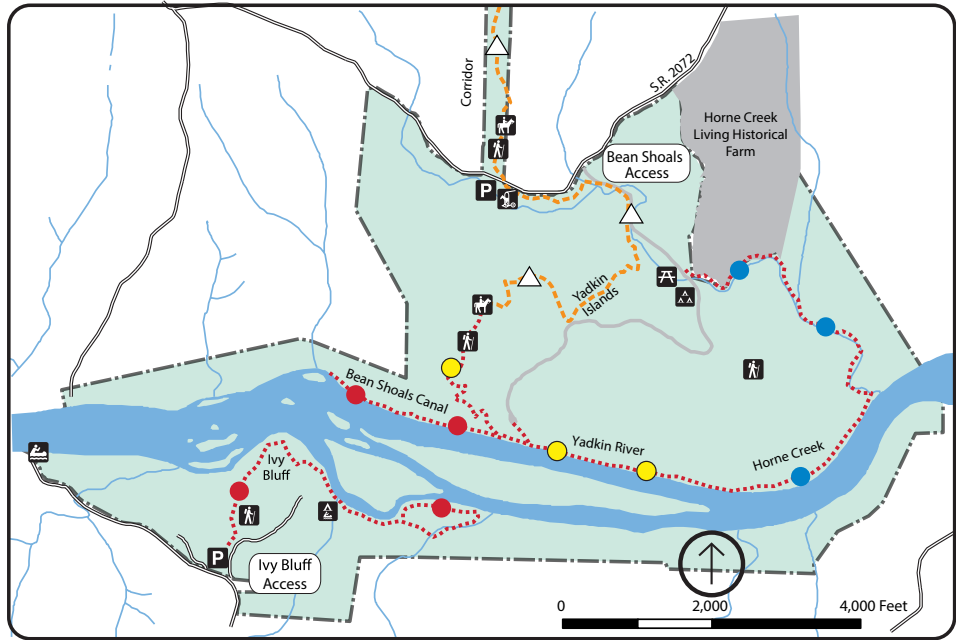 Corridor
S.R. 2072
Horne Creek
Living Historical
Farm
Bean Shoals
Access
P
Yadkin
Islands
Bean Shoals Canal
Yadkin River
Horne Creek
Ivy
Bluff
P
Ivy Bluff
Access
0
2,000
4,000 Feet